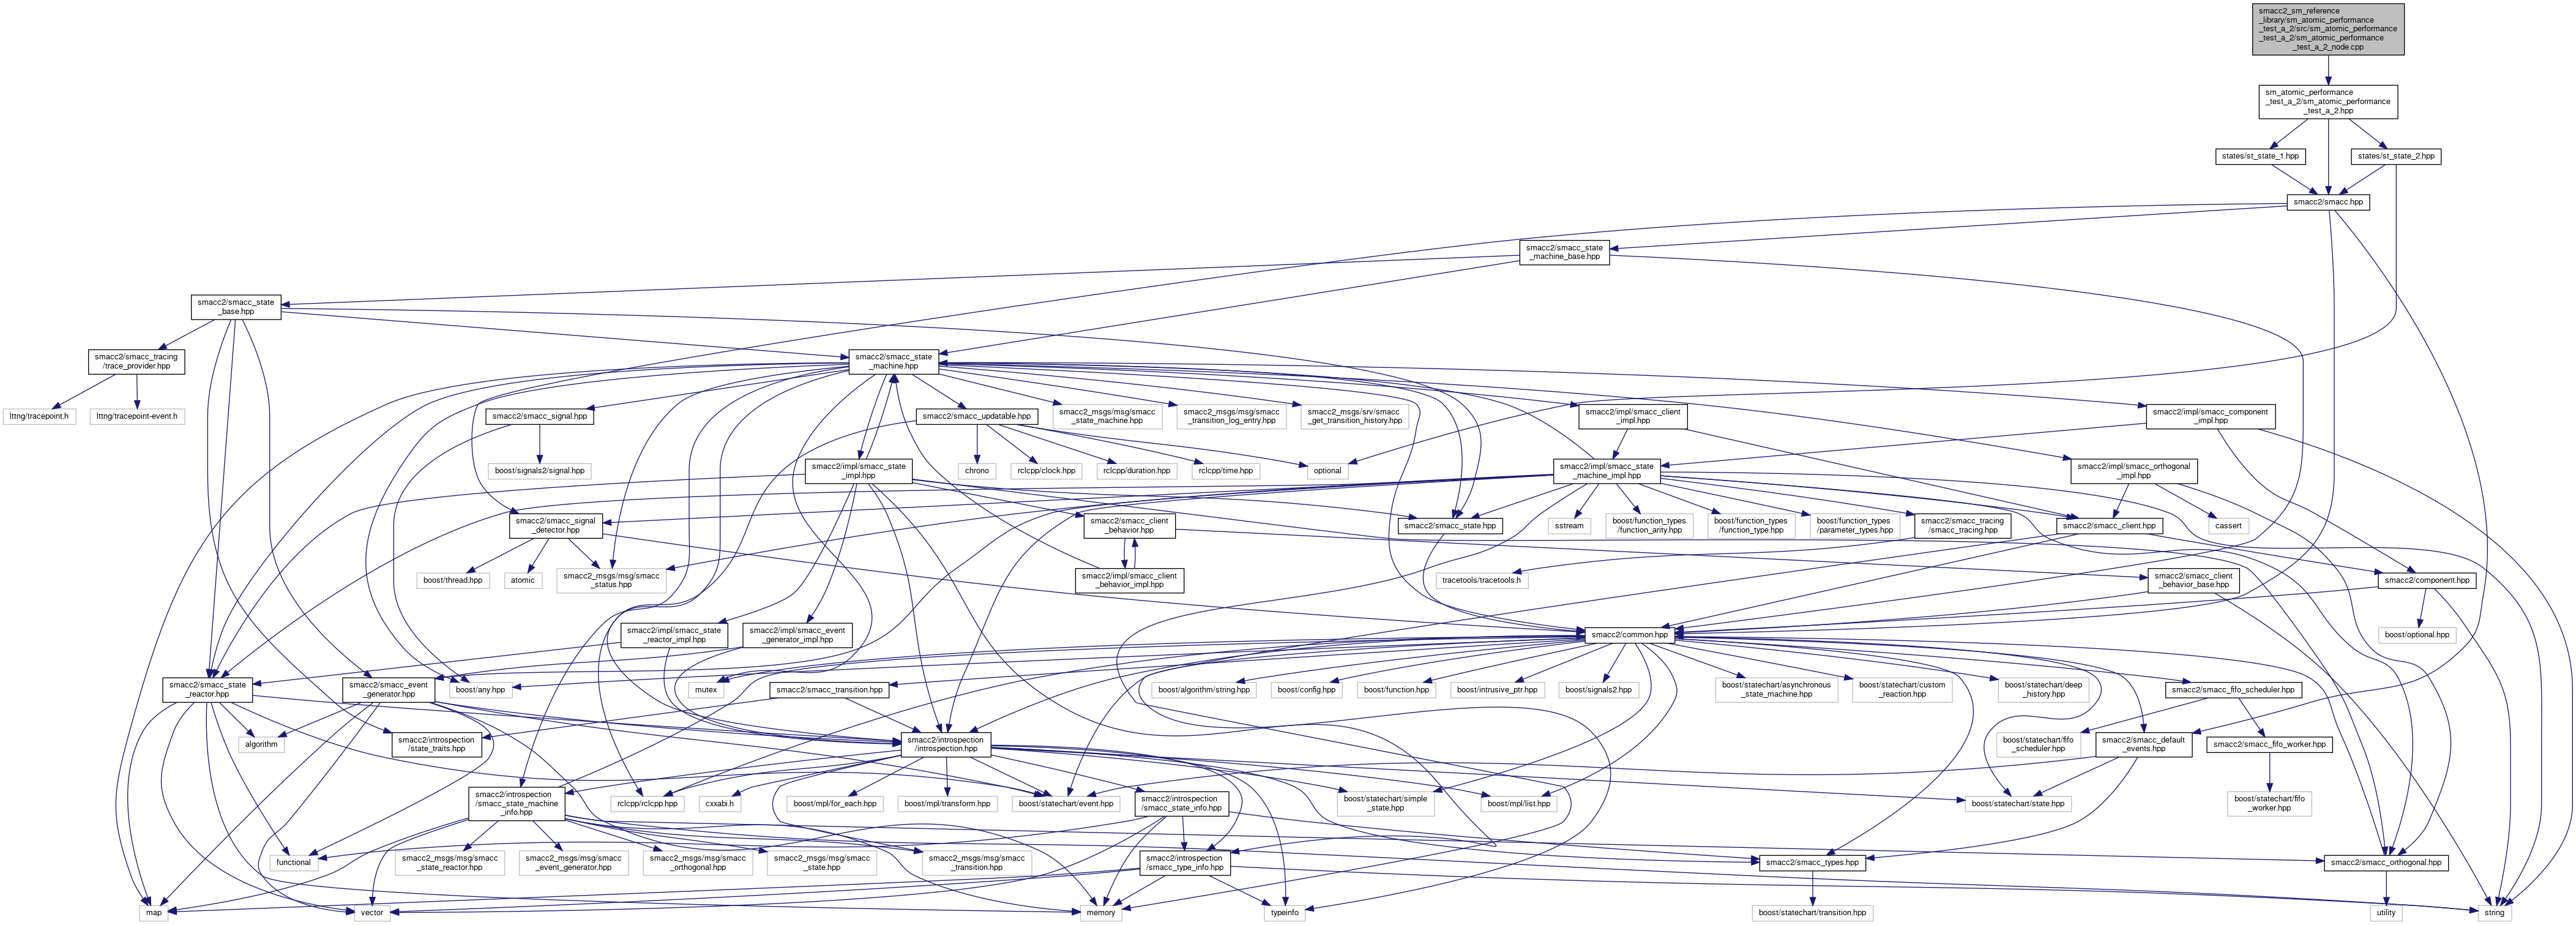 smacc2_sm_reference
_library/sm_atomic_performance
_test_a_2/src/sm_atomic_performance
_test_a_2/sm_atomic_performance
_test_a_2_node.cpp
sm_atomic_performance
_test_a_2/sm_atomic_performance
_test_a_2.hpp
states/st_state_1.hpp
states/st_state_2.hpp
smacc2/smacc.hpp
smacc2/smacc_state
_machine_base.hpp
smacc2/smacc_state
_base.hpp
smacc2/smacc_tracing
/trace_provider.hpp
smacc2/smacc_state
_machine.hpp
lttng/tracepoint.h
lttng/tracepoint-event.h
smacc2/smacc_signal.hpp
smacc2/smacc_updatable.hpp
smacc2_msgs/msg/smacc
_state_machine.hpp
smacc2_msgs/msg/smacc
_transition_log_entry.hpp
smacc2_msgs/srv/smacc
_get_transition_history.hpp
smacc2/impl/smacc_client
_impl.hpp
smacc2/impl/smacc_component
_impl.hpp
boost/signals2/signal.hpp
smacc2/impl/smacc_state
_impl.hpp
chrono
rclcpp/clock.hpp
rclcpp/duration.hpp
rclcpp/time.hpp
optional
smacc2/impl/smacc_state
_machine_impl.hpp
smacc2/impl/smacc_orthogonal
_impl.hpp
smacc2/smacc_signal
_detector.hpp
smacc2/smacc_client
_behavior.hpp
smacc2/smacc_state.hpp
sstream
boost/function_types
/function_arity.hpp
boost/function_types
/function_type.hpp
boost/function_types
/parameter_types.hpp
smacc2/smacc_tracing
/smacc_tracing.hpp
smacc2/smacc_client.hpp
cassert
boost/thread.hpp
atomic
smacc2_msgs/msg/smacc
_status.hpp
smacc2/impl/smacc_client
_behavior_impl.hpp
tracetools/tracetools.h
smacc2/smacc_client
_behavior_base.hpp
smacc2/component.hpp
smacc2/impl/smacc_state
_reactor_impl.hpp
smacc2/impl/smacc_event
_generator_impl.hpp
smacc2/common.hpp
boost/optional.hpp
smacc2/smacc_state
_reactor.hpp
smacc2/smacc_event
_generator.hpp
boost/any.hpp
mutex
smacc2/smacc_transition.hpp
boost/algorithm/string.hpp
boost/config.hpp
boost/function.hpp
boost/intrusive_ptr.hpp
boost/signals2.hpp
boost/statechart/asynchronous
_state_machine.hpp
boost/statechart/custom
_reaction.hpp
boost/statechart/deep
_history.hpp
smacc2/smacc_fifo_scheduler.hpp
algorithm
smacc2/introspection
/state_traits.hpp
smacc2/introspection
/introspection.hpp
boost/statechart/fifo
_scheduler.hpp
smacc2/smacc_default
_events.hpp
smacc2/smacc_fifo_worker.hpp
smacc2/introspection
/smacc_state_machine
_info.hpp
rclcpp/rclcpp.hpp
cxxabi.h
boost/mpl/for_each.hpp
boost/mpl/transform.hpp
boost/statechart/event.hpp
smacc2/introspection
/smacc_state_info.hpp
boost/statechart/simple
_state.hpp
boost/mpl/list.hpp
boost/statechart/state.hpp
boost/statechart/fifo
_worker.hpp
functional
smacc2_msgs/msg/smacc
_state_reactor.hpp
smacc2_msgs/msg/smacc
_event_generator.hpp
smacc2_msgs/msg/smacc
_orthogonal.hpp
smacc2_msgs/msg/smacc
_state.hpp
smacc2_msgs/msg/smacc
_transition.hpp
smacc2/introspection
/smacc_type_info.hpp
smacc2/smacc_types.hpp
smacc2/smacc_orthogonal.hpp
map
vector
memory
typeinfo
boost/statechart/transition.hpp
utility
string